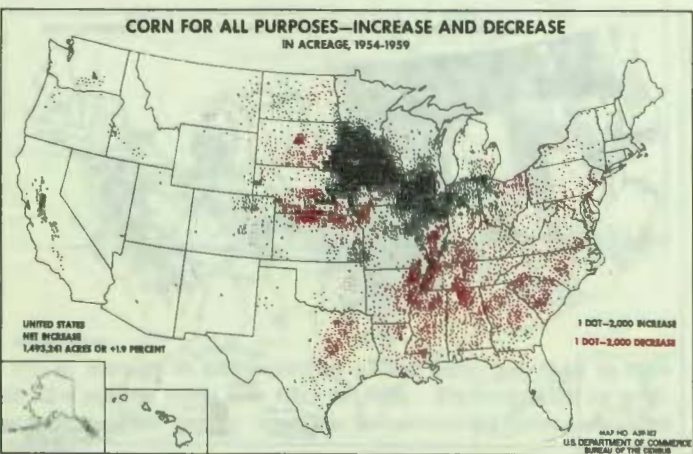 CORN FOR ALL PURPOSES—INCREASE AND DECREASE
IN ACREAGE, 1954-1959
UNITED STATES
NET INCREASE
1,493,241 ACRES OR +1.9 PERCENT
1 DOT—2,000 INCREASE
1 DOT—2,000 DECREASE
MAP NO.
U.S. DEPARTMENT OF COMMERCE
BUREAU OF THE CENSUS